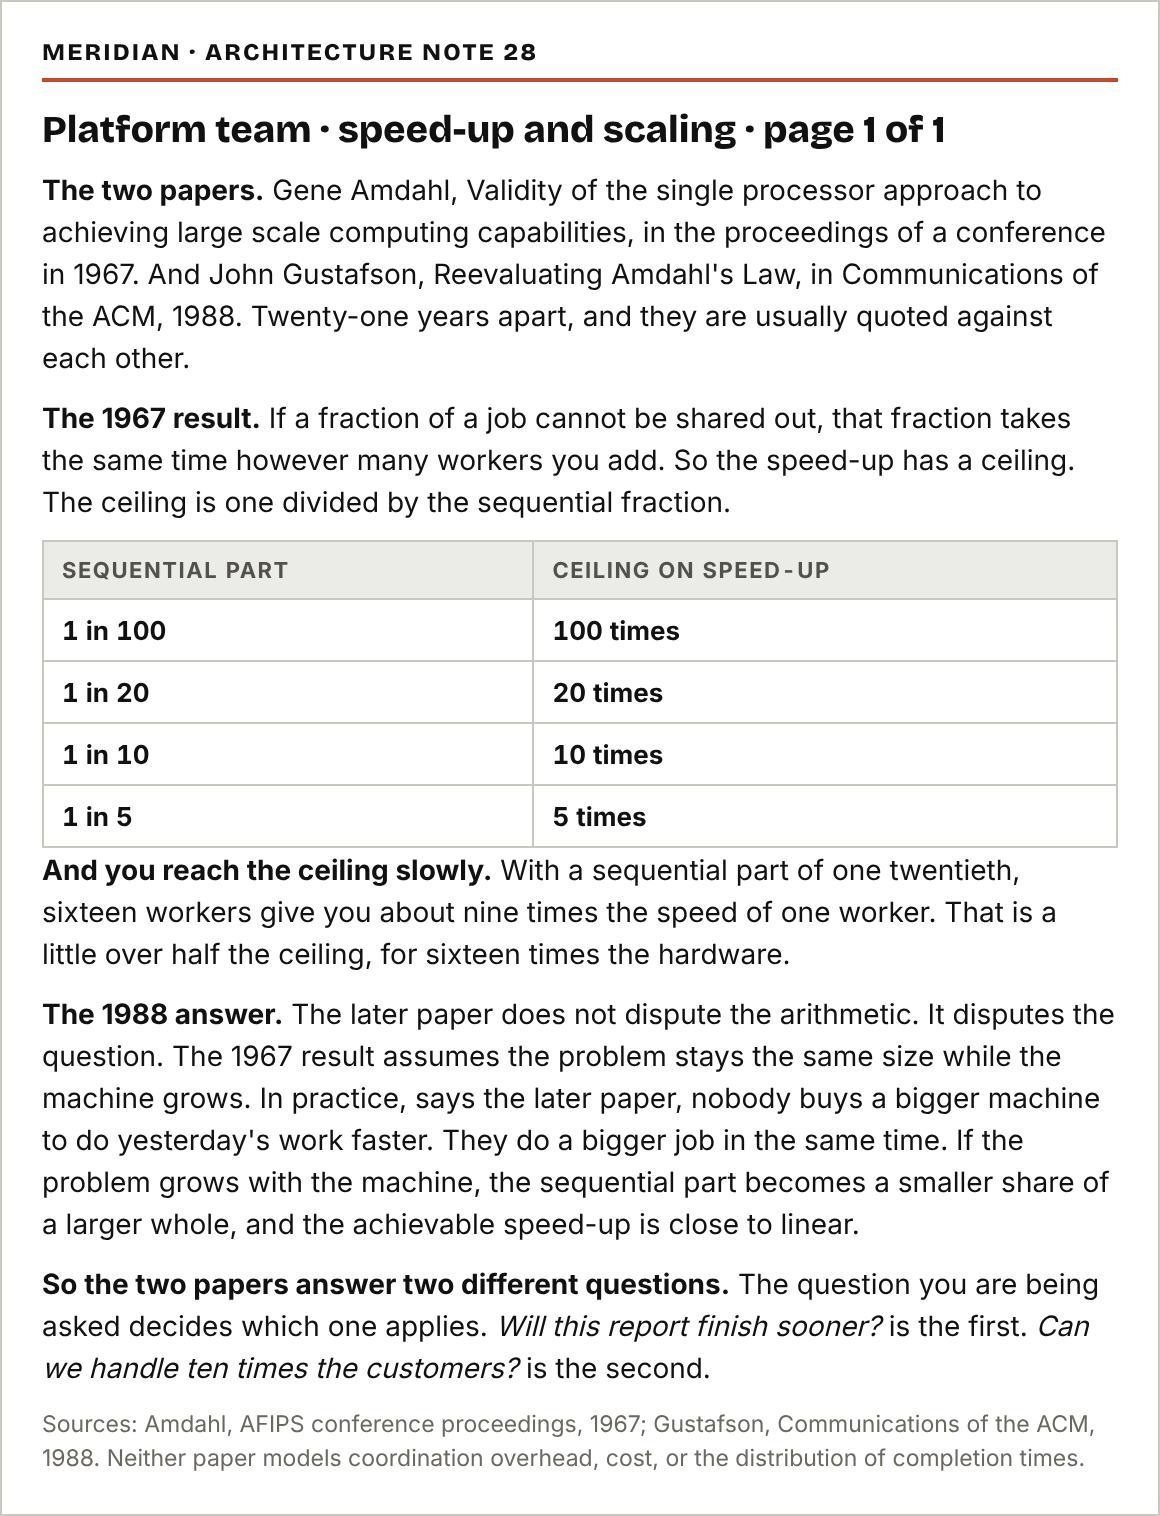 MERIDIAN · ARCHITECTURE NOTE 28
Platform team · speed-up and scaling · page 1 of 1
The two papers. Gene Amdahl, Validity of the single processor approach to
achieving large scale computing capabilities, in the proceedings of a conference
in 1967. And John Gustafson, Reevaluating Amdahl's Law, in Communications of
the ACM, 1988. Twenty-one years apart, and they are usually quoted against
each other.
The 1967 result. If a fraction of a job cannot be shared out, that fraction takes
the same time however many workers you add. So the speed-up has a ceiling.
The ceiling is one divided by the sequential fraction.
SEQUENTIAL PART CEILING ON SPEED-UP
1 in 100 100 times
1 in 20 20 times
1 in 10 10 times
1 in 5 5 times
And you reach the ceiling slowly. With a sequential part of one twentieth,
sixteen workers give you about nine times the speed of one worker. That is a
little over half the ceiling, for sixteen times the hardware.
The 1988 answer. The later paper does not dispute the arithmetic. It disputes the
question. The 1967 result assumes the problem stays the same size while the
machine grows. In practice, says the later paper, nobody buys a bigger machine
to do yesterday's work faster. They do a bigger job in the same time. If the
problem grows with the machine, the sequential part becomes a smaller share of
a larger whole, and the achievable speed-up is close to linear.
So the two papers answer two different questions. The question you are being
asked decides which one applies. Will this report finish sooner? is the first. Can
we handle ten times the customers? is the second.
Sources: Amdahl, AFIPS conference proceedings, 1967; Gustafson, Communications of the ACM,
1988. Neither paper models coordination overhead, cost, or the distribution of completion times.